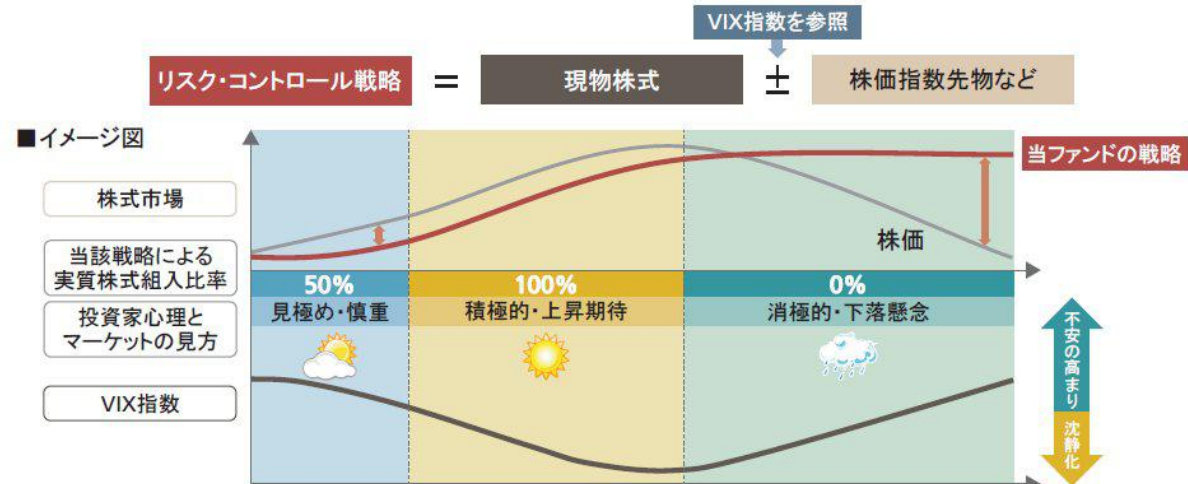 VIX指数を参照
リスク・コントロール戦略 = 現物株式 ± 株価指数先物など
■イメージ図
当ファンドの戦略
株式市場
株価
当該戦略による
実質株式組入比率
50% 100% 0%
投資家心理と
マーケットの見方
見極め・慎重 積極的・上昇期待 消極的・下落懸念
VIX指数
不安の高まり
沈静化